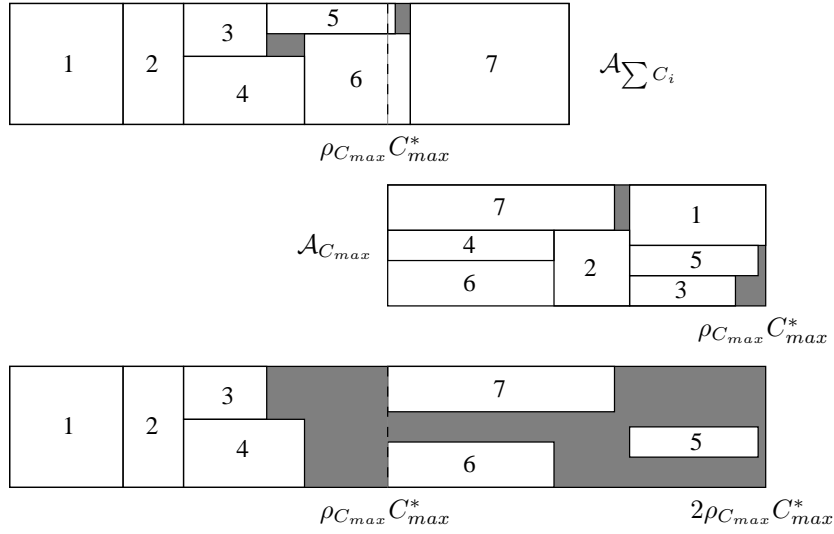 1 2 3 5 4 6 7 𝒜_{∑ C_i}
ρ_{C_{max}} C^*_{max}
𝒜_{C_{max}} 7 1 4 2 5 6 3
ρ_{C_{max}} C^*_{max}
1 2 3 7 4 6 5
ρ_{C_{max}} C^*_{max} 2ρ_{C_{max}} C^*_{max}